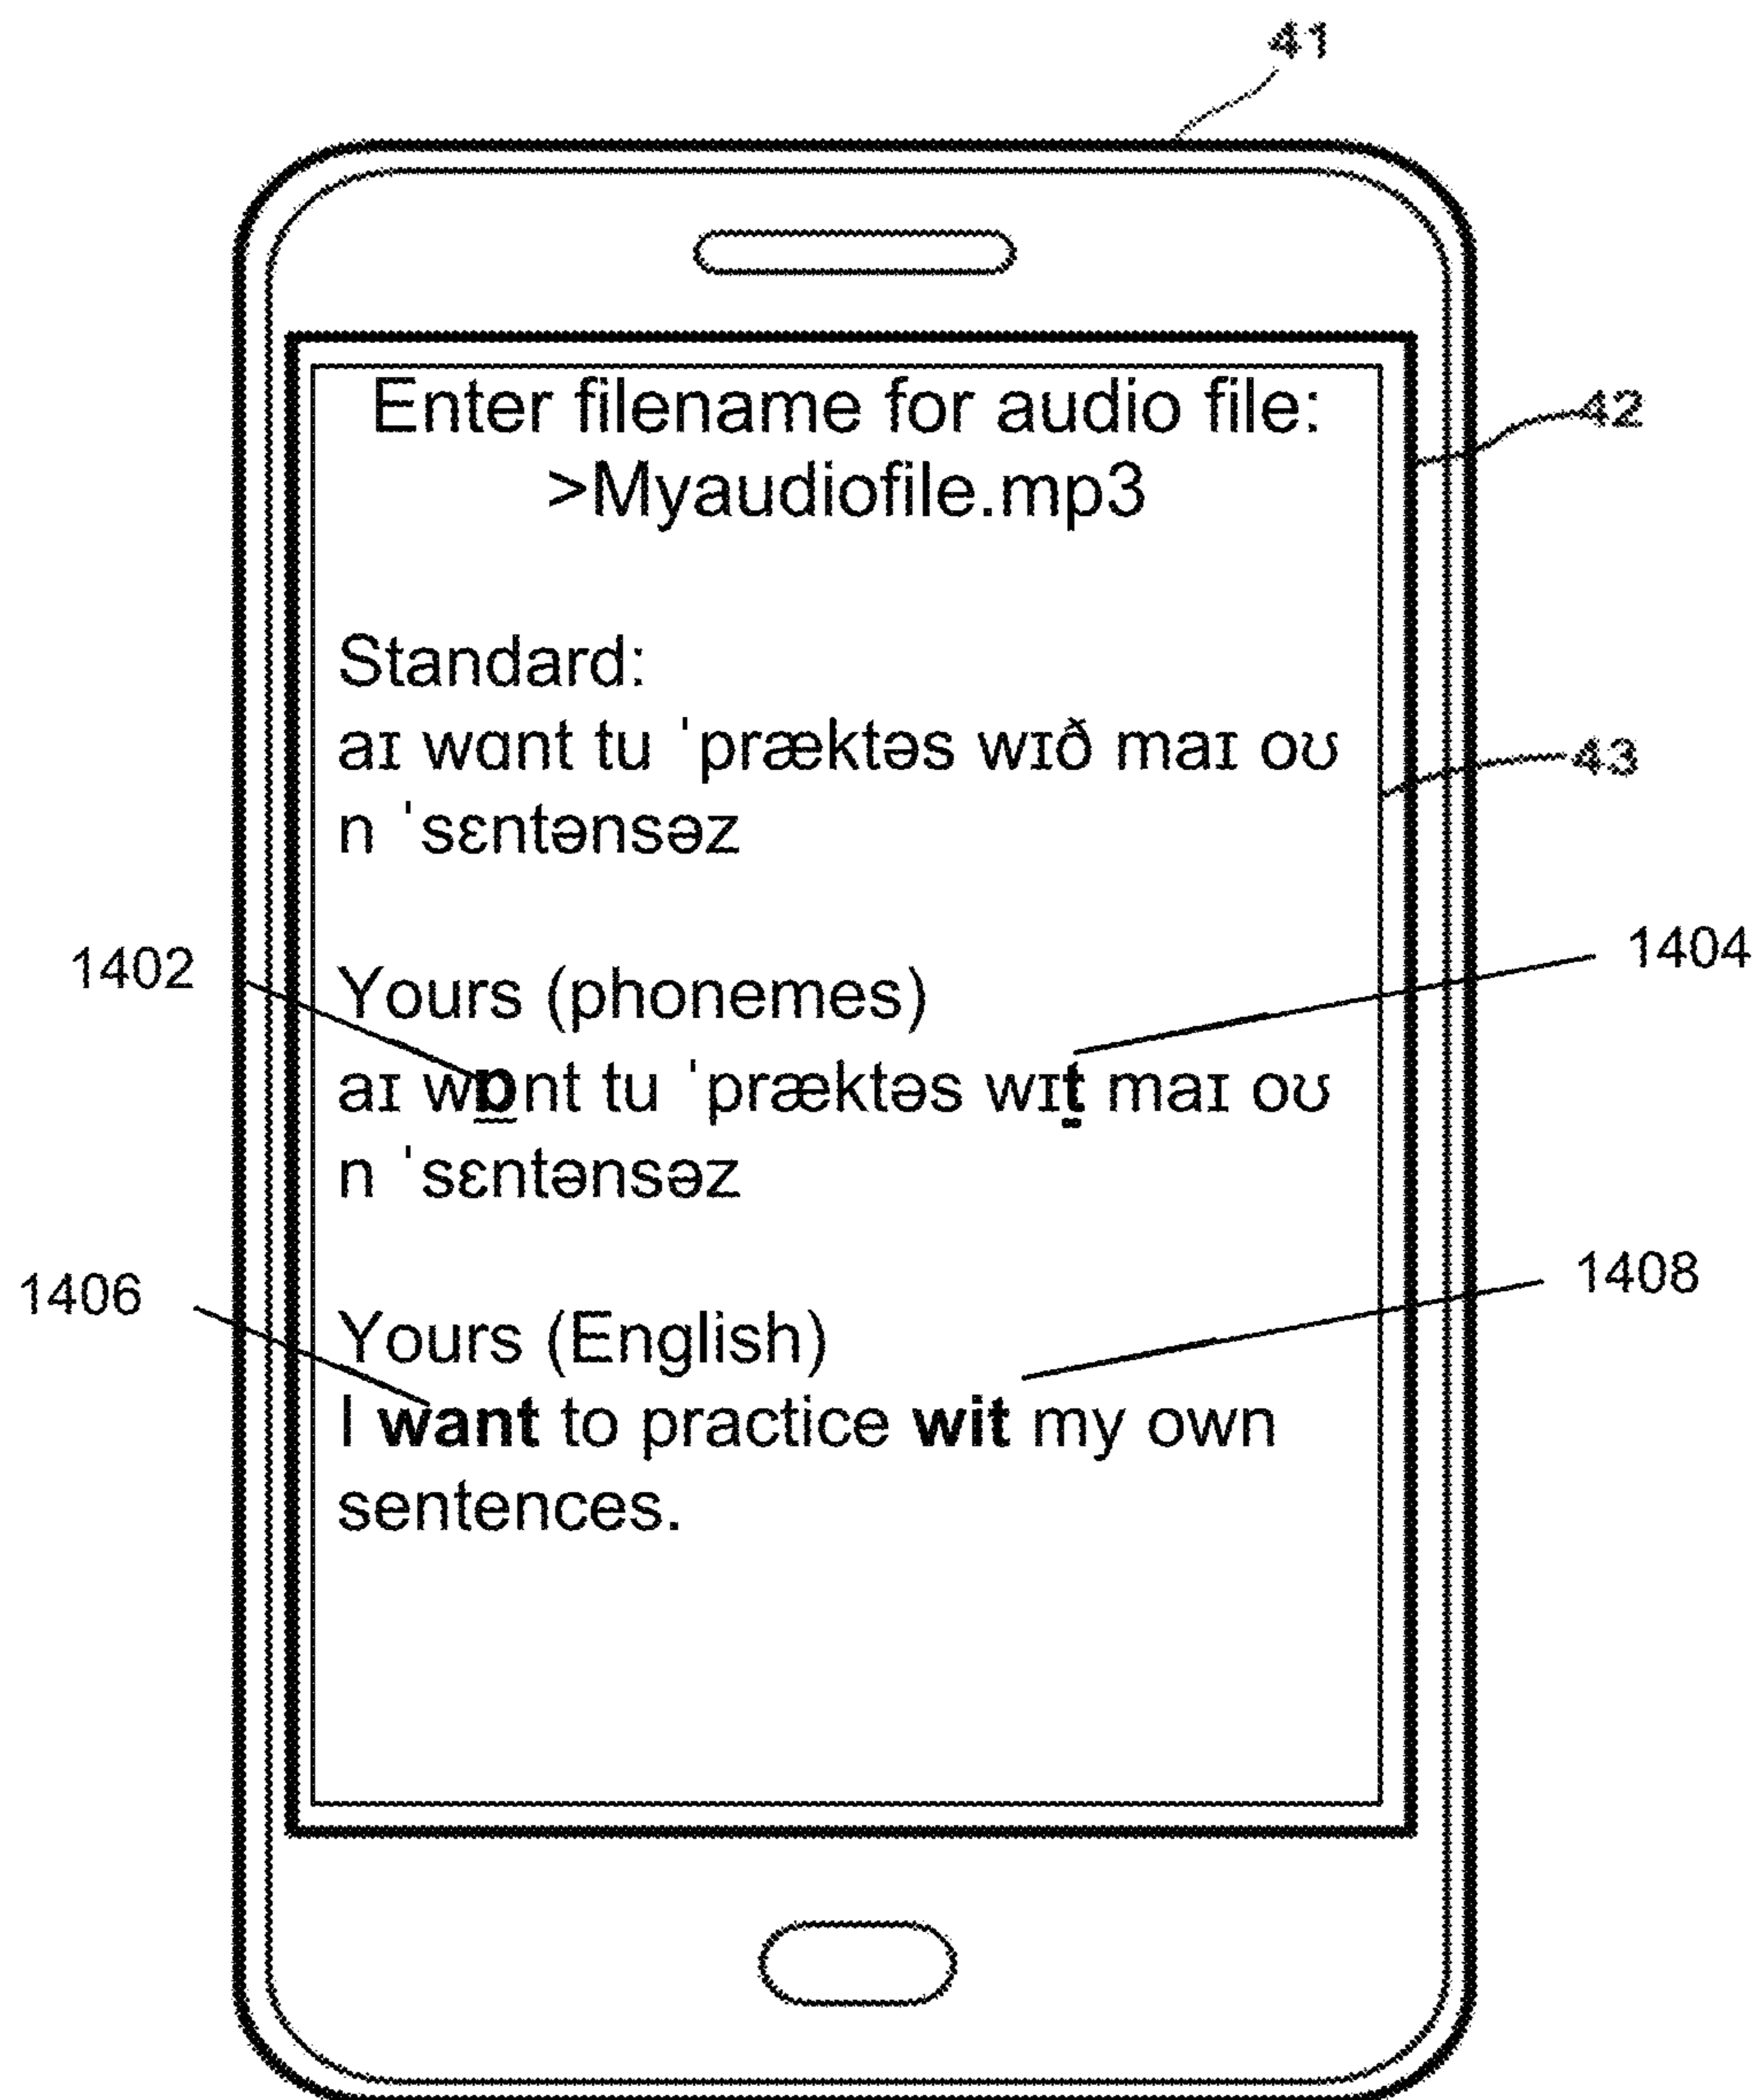 41
Enter filename for audio file:
42
>Myaudiofile.mp3
Standard:
aɪ wɑnt tu ˈpræktəs wɪð maɪ oʊ
43
n ˈsɛntənsəz
1402
1404
Yours (phonemes)
aɪ wɒ̰nt tu ˈpræktəs wɪt̤ maɪ oʊ
n ˈsɛntənsəz
1406
1408
Yours (English)
I want to practice wit my own
sentences.